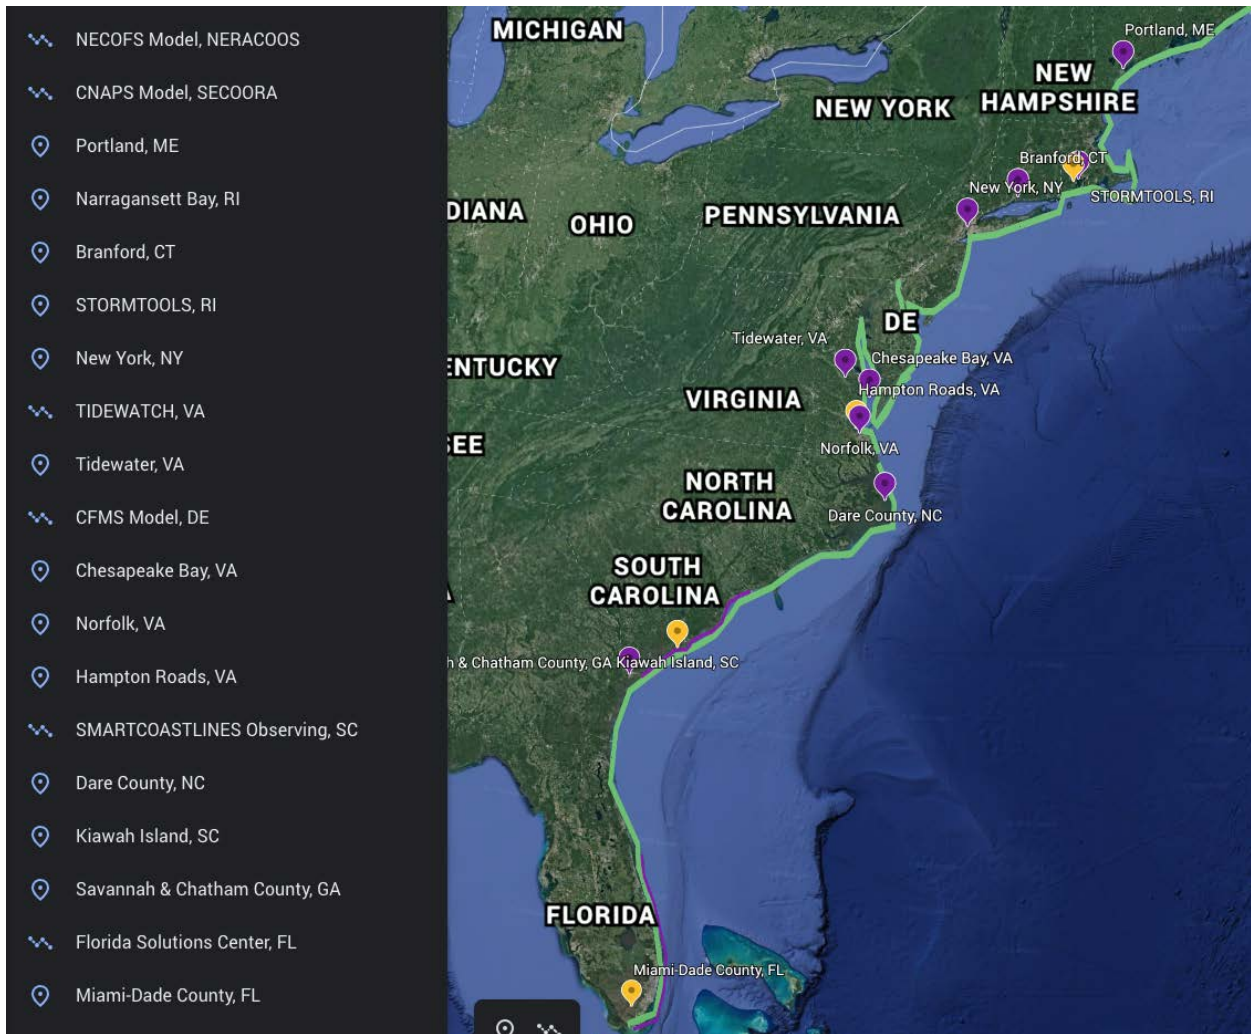 NECOFS Model, NERACOOS
CNAPS Model, SECOORA
Portland, ME
Narragansett Bay, RI
Branford, CT
STORMTOOLS, RI
New York, NY
TIDEWATCH, VA
Tidewater, VA
CFMS Model, DE
Chesapeake Bay, VA
Norfolk, VA
Hampton Roads, VA
SMARTCOASTLINES Observing, SC
Dare County, NC
Kiawah Island, SC
Savannah & Chatham County, GA
Florida Solutions Center, FL
Miami-Dade County, FL
MICHIGAN
Portland, ME
NEW
HAMPSHIRE
NEW YORK
Branford, CT
New York, NY
STORMTOOLS, RI
DIANA
OHIO
PENNSYLVANIA
DE
Tidewater, VA
Chesapeake Bay, VA
ENTUCKY
Hampton Roads, VA
VIRGINIA
SEE
Norfolk, VA
NORTH
CAROLINA
Dare County, NC
SOUTH
CAROLINA
A
h & Chatham County, GA Kiawah Island, SC
FLORIDA
Miami-Dade County, FL